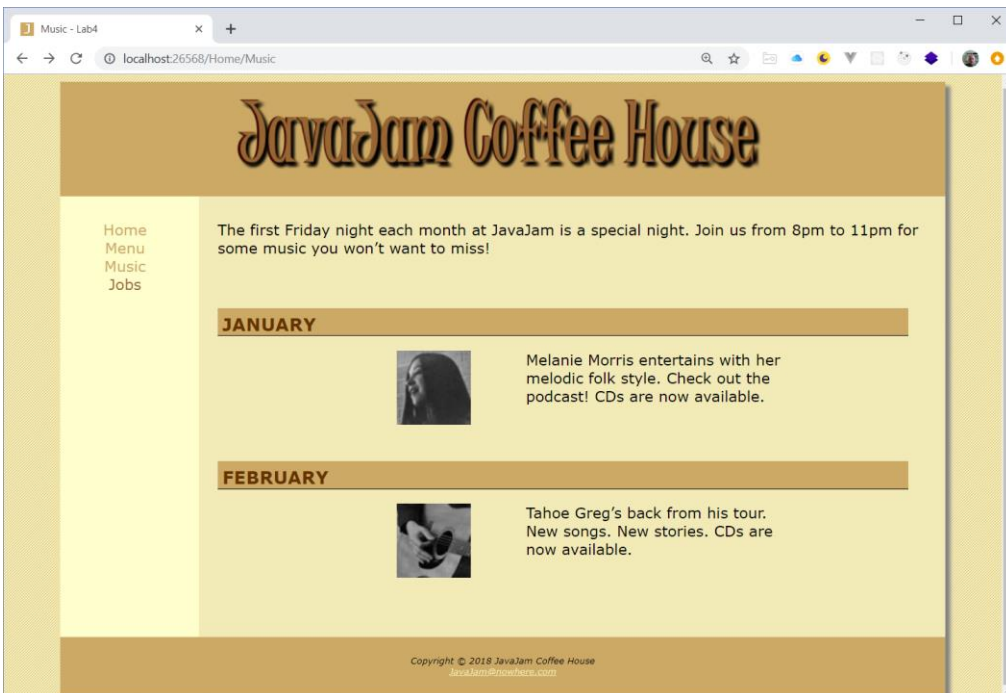 J Music - Lab4
localhost:26568/Home/Music
JavaJam Coffee House
Home
Menu
Music
Jobs
The first Friday night each month at JavaJam is a special night. Join us from 8pm to 11pm for
some music you won’t want to miss!
JANUARY
Melanie Morris entertains with her
melodic folk style. Check out the
podcast! CDs are now available.
FEBRUARY
Tahoe Greg’s back from his tour.
New songs. New stories. CDs are
now available.
Copyright © 2018 JavaJam Coffee House
JavaJam@nowhere.com